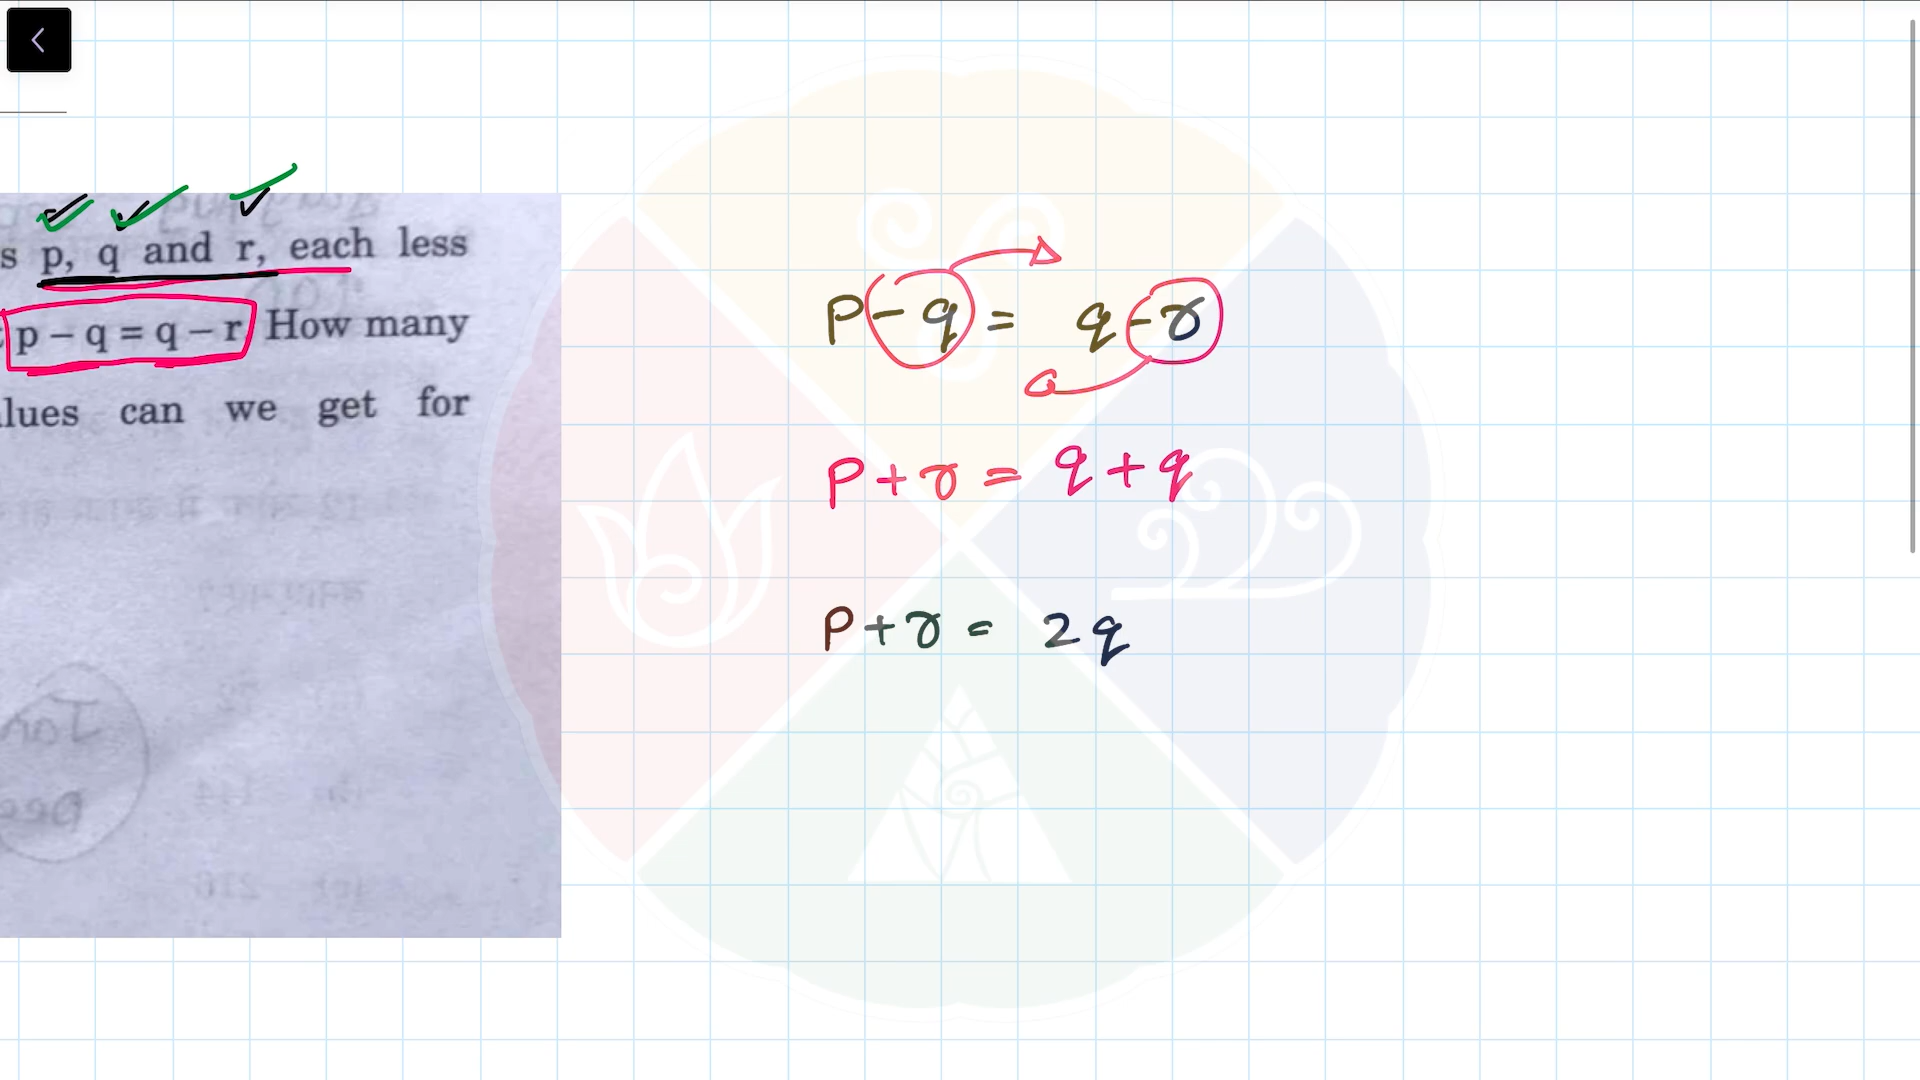 s p, q and r, each less
p – q = q – r. How many
lues can we get for
p - q = q - r
p + r = q + q
p + r = 2q